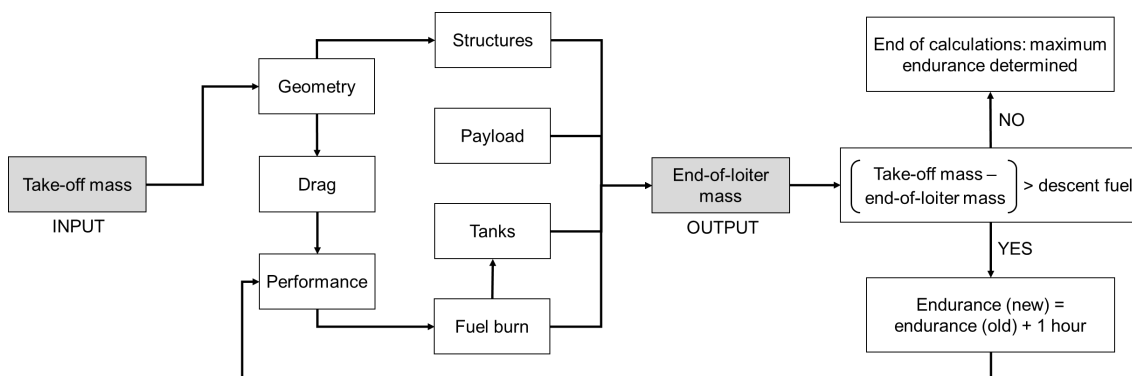 Take-off mass
INPUT
Geometry
Drag
Performance
Structures
Payload
Tanks
Fuel burn
End-of-loiter
mass
OUTPUT
End of calculations: maximum
endurance determined
NO
Take-off mass –
end-of-loiter mass
> descent fuel
YES
Endurance (new) =
endurance (old) + 1 hour